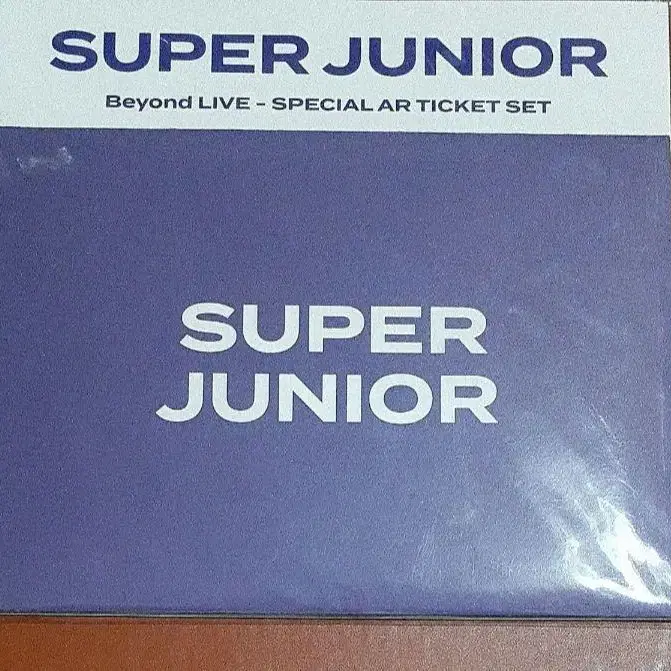 SUPER JUNIOR
Beyond LIVE - SPECIAL AR TICKET SET
SUPER
JUNIOR